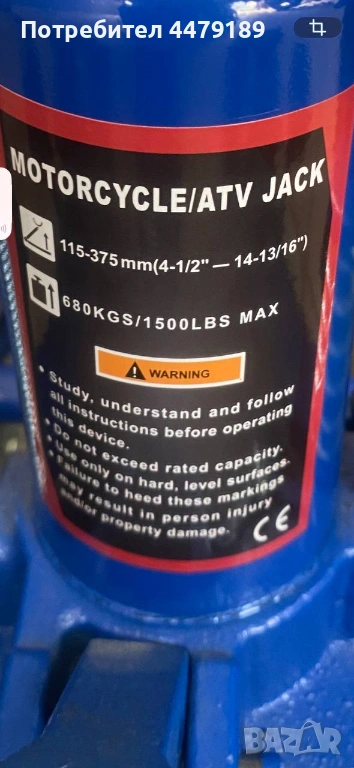 Потребител 4479189
MOTORCYCLE/ATV JACK
115-375mm(4-1/2" — 14-13/16")
680KGS/1500LBS MAX
WARNING
• Study, understand and follow
all instructions before operating
this device.
• Do not exceed rated capacity.
• Use only on hard, level surfaces.
• Failure to heed these markings
may result in person injury
and/or property damage.
CE
BAZAR